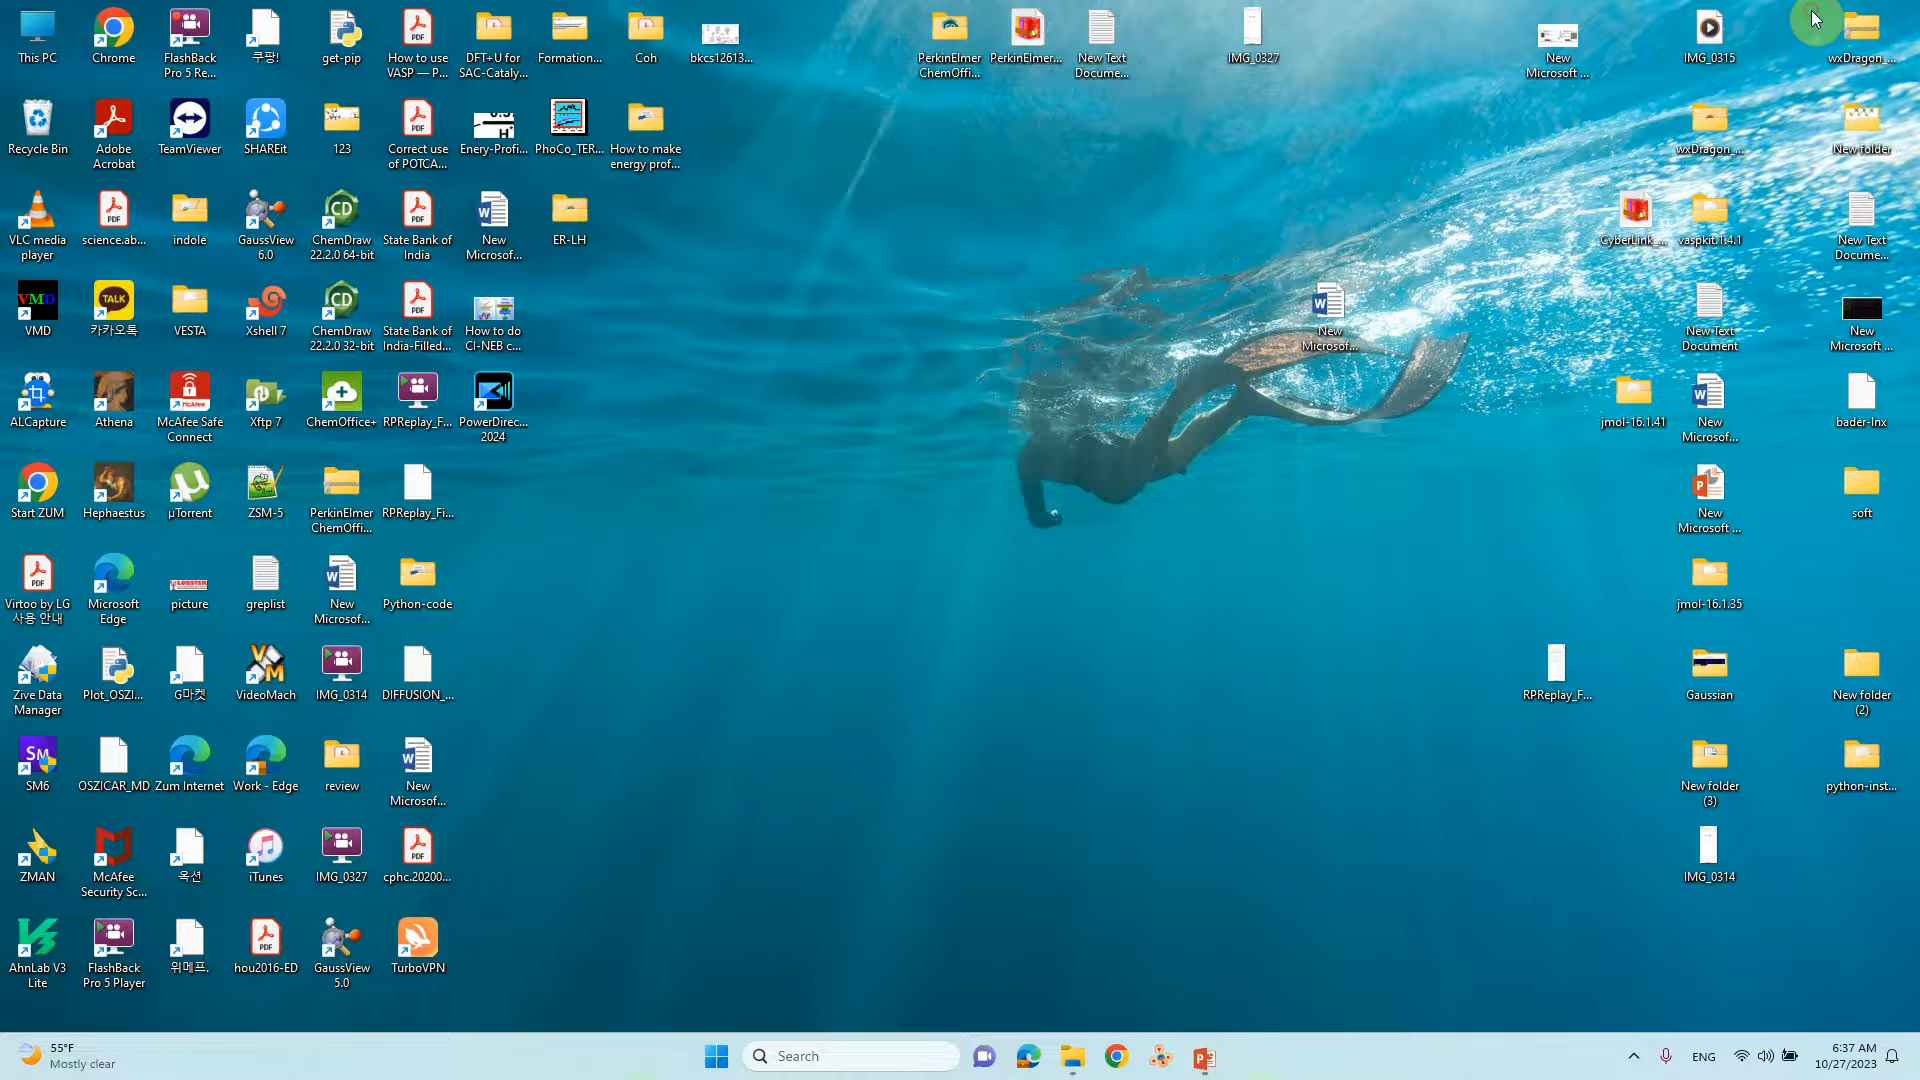 This PC
Chrome
FlashBack
Pro 5 Re...
쿠팡!
get-pip
How to use
VASP — P...
DFT+U for
SAC-Cataly...
Formation...
Coh
bkcs12613...
PerkinElmer
ChemOffi...
PerkinElmer...
New Text
Docume...
IMG_0327
New
Microsoft ...
IMG_0315
wxDragon_...
Recycle Bin
Adobe
Acrobat
TeamViewer
SHAREit
123
Correct use
of POTCA...
Enery-Profi...
PhoCo_TER...
How to make
energy prof...
wxDragon_...
New folder
VLC media
player
science.ab...
indole
GaussView
6.0
ChemDraw
22.2.0 64-bit
State Bank of
India
New
Microsof...
ER-LH
CyberLink_...
vaspkit.1.4.1
New Text
Docume...
VMD
카카오톡
VESTA
Xshell 7
ChemDraw
22.2.0 32-bit
State Bank of
India-Filled...
How to do
CI-NEB c...
New
Microsof...
New Text
Document
New
Microsoft ...
ALCapture
Athena
McAfee Safe
Connect
Xftp 7
ChemOffice+
RPReplay_F...
PowerDirec...
2024
jmol-16.1.41
New
Microsof...
bader-lnx
Start ZUM
Hephaestus
µTorrent
ZSM-5
PerkinElmer
ChemOffi...
RPReplay_Fi...
New
Microsoft ...
soft
Virtoo by LG
사용 안내
Microsoft
Edge
picture
greplist
New
Microsof...
Python-code
jmol-16.1.35
Zive Data
Manager
Plot_OSZI...
G마켓
VideoMach
IMG_0314
DIFFUSION_...
RPReplay_F...
Gaussian
New folder
(2)
SM6
OSZICAR_MD
Zum Internet
Work - Edge
review
New
Microsof...
New folder
(3)
python-inst...
ZMAN
McAfee
Security Sc...
옥션
iTunes
IMG_0327
cphc.20200...
IMG_0314
AhnLab V3
Lite
FlashBack
Pro 5 Player
위메프.
hou2016-ED
GaussView
5.0
TurboVPN
55°F
Mostly clear
Search
ENG
6:37 AM
10/27/2023